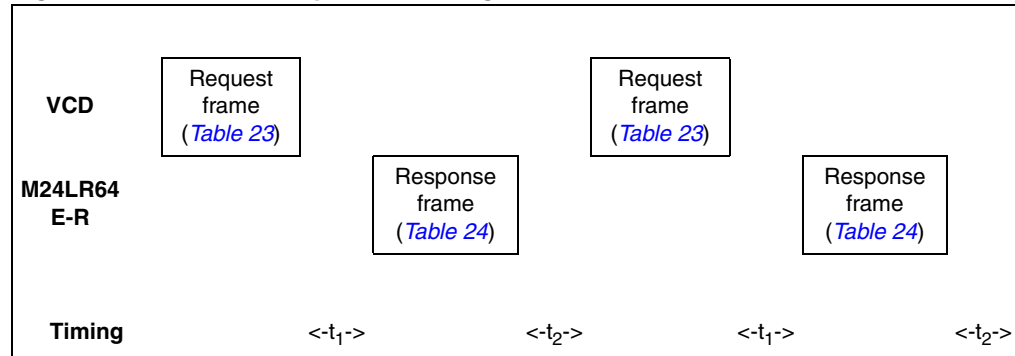 VCD
Request
frame
(Table 23)
Request
frame
(Table 23)
M24LR64
E-R
Response
frame
(Table 24)
Response
frame
(Table 24)
Timing <-t1-> <-t2-> <-t1-> <-t2->